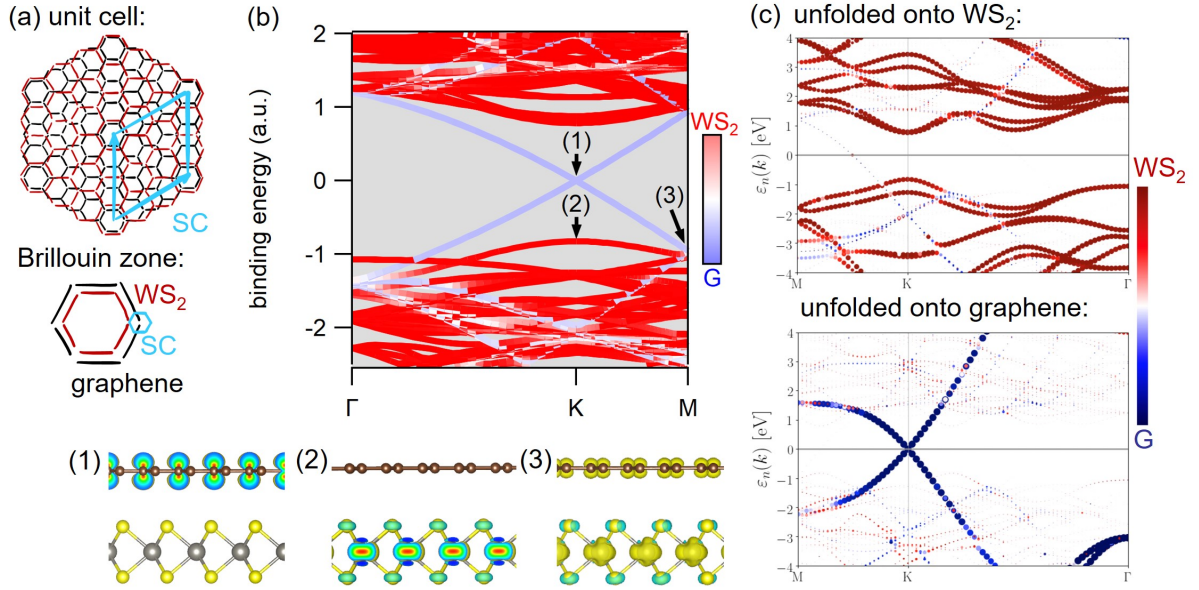 (a) unit cell:
SC
Brillouin zone:
WS2
SC
graphene
(b)
binding energy (a.u.)
2
1
0
-1
-2
Γ
K
M
(1)
(2)
(3)
WS2
G
(c) unfolded onto WS2:
εn(k) [eV]
4
3
2
1
0
−1
−2
−3
−4
M
K
Γ
unfolded onto graphene:
εn(k) [eV]
4
3
2
1
0
−1
−2
−3
−4
M
K
Γ
WS2
G
(1)
(2)
(3)